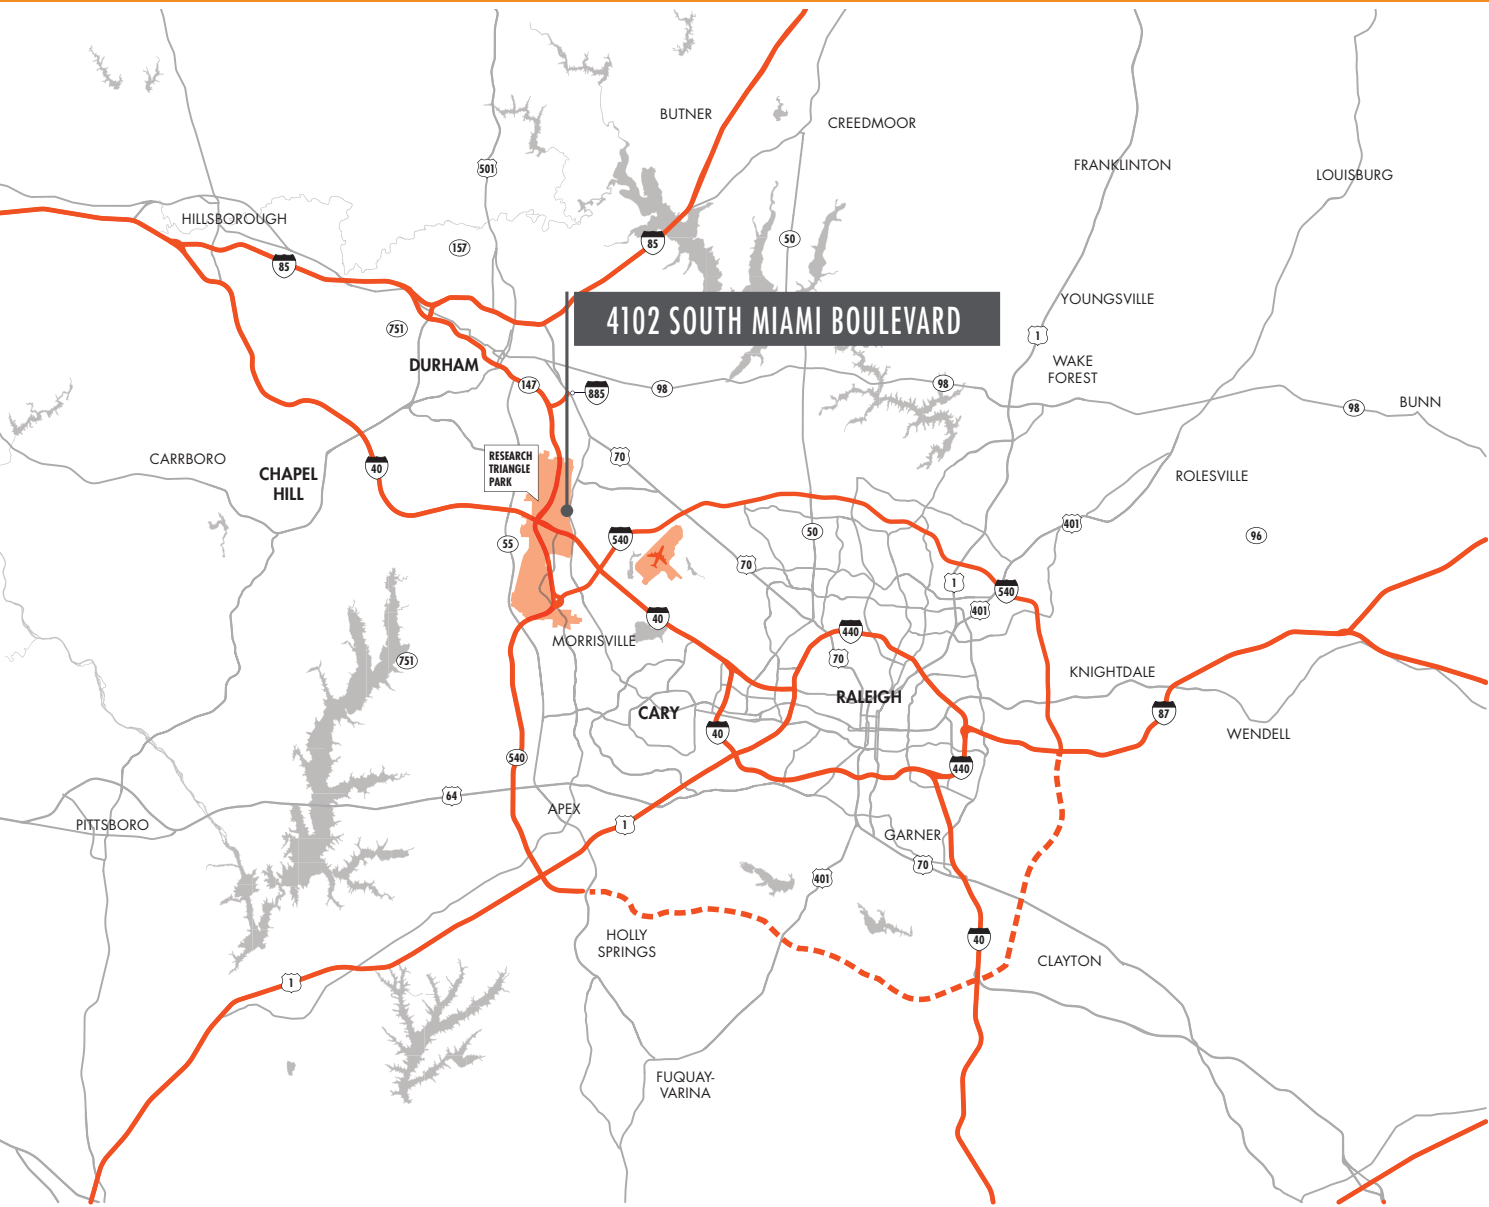 BUTNER
CREEDMOOR
FRANKLINTON
501
LOUISBURG
HILLSBOROUGH
157
85
50
85
YOUNGSVILLE
4102 SOUTH MIAMI BOULEVARD
751
1
DURHAM
WAKE
FOREST
147
885
98
98
98
BUNN
CARRBORO
RESEARCH
TRIANGLE
PARK
70
40
CHAPEL
HILL
ROLESVILLE
401
55
540
50
96
70
1
540
401
40
440
MORRISVILLE
751
70
KNIGHTDALE
RALEIGH
CARY
87
40
WENDELL
540
440
64
APEX
PITTSBORO
1
GARNER
70
401
HOLLY
SPRINGS
40
CLAYTON
1
FUQUAY-
VARINA